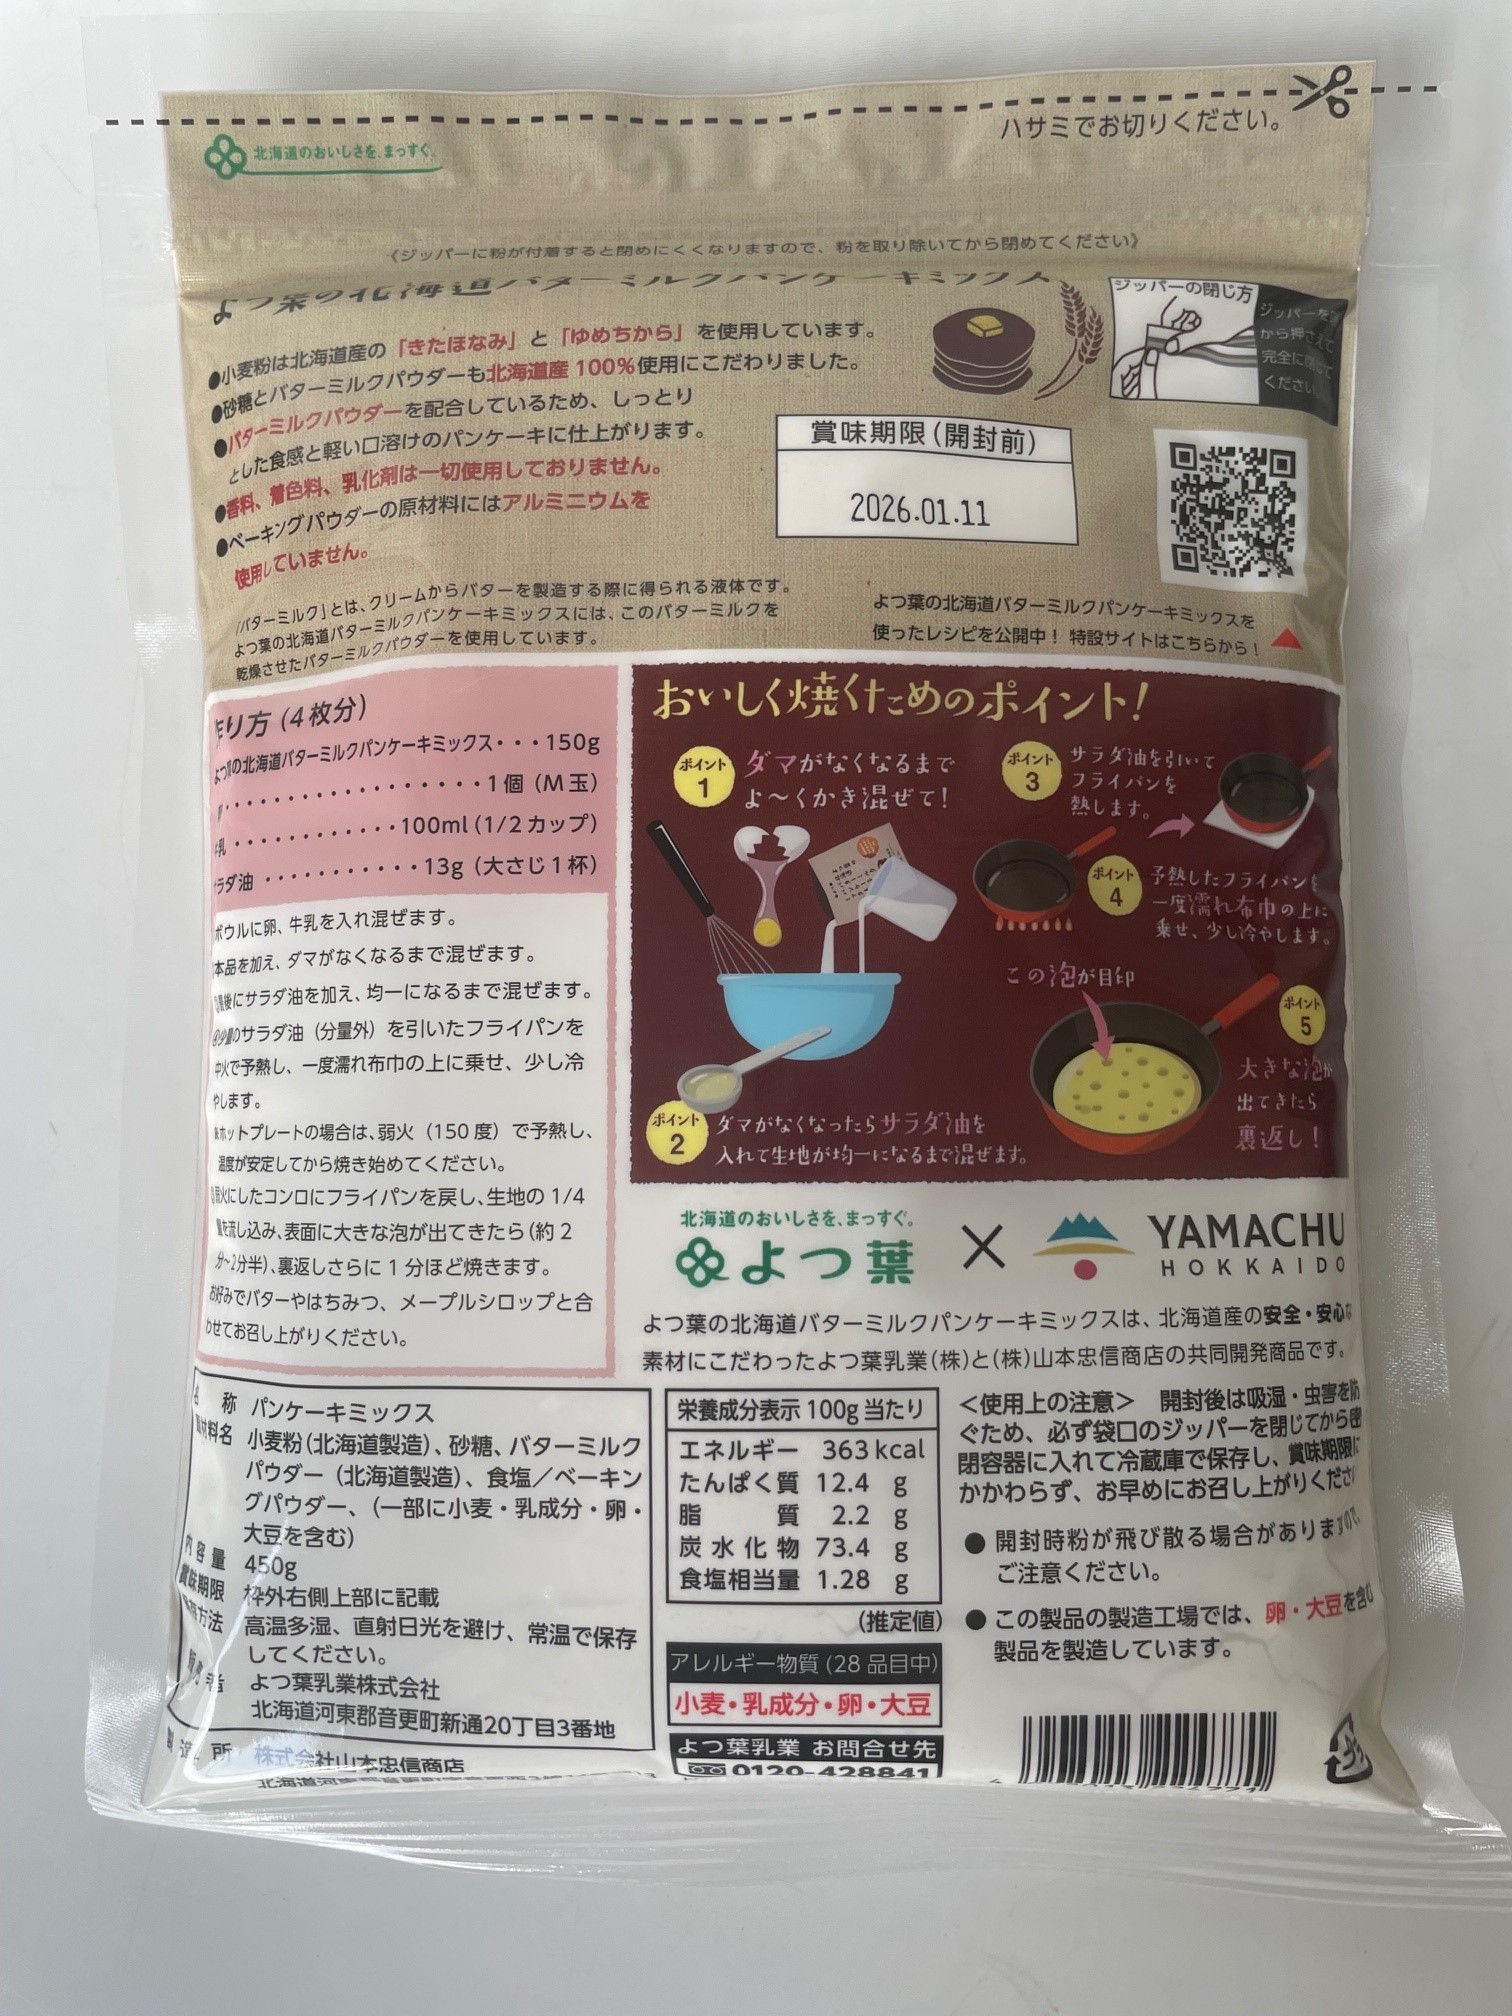 ハサミでお切りください。
北海道のおいしさを、まっすぐ。
《ジッパーに粉が付着すると閉めにくくなりますので、粉を取り除いてから閉めてください》
よつ葉の北海道バターミルクパンケーキミックス
●小麦粉は北海道産の「きたほなみ」と「ゆめちから」を使用しています。
●砂糖とバターミルクパウダーも北海道産100%使用にこだわりました。
●バターミルクパウダーを配合しているため、しっとり
とした食感と軽い口溶けのパンケーキに仕上がります。
●香料、着色料、乳化剤は一切使用しておりません。
●ベーキングパウダーの原材料にはアルミニウムを
使用していません。
「バターミルク」とは、クリームからバターを製造する際に得られる液体です。
よつ葉の北海道バターミルクパンケーキミックスには、このバターミルクを
乾燥させたバターミルクパウダーを使用しています。
ジッパーの閉じ方
ジッパーを
から押さえて
完全に閉じて
ください
賞味期限(開封前)
2026.01.11
よつ葉の北海道バターミルクパンケーキミックスを
使ったレシピを公開中! 特設サイトはこちらから!
作り方(4枚分)
よつ葉の北海道バターミルクパンケーキミックス・・・150g
卵・・・・・・・・・・・・・・・・・・1個(M玉)
牛乳・・・・・・・・・・・・100ml(1/2カップ)
サラダ油・・・・・・・・・・・13g(大さじ1杯)
ボウルに卵、牛乳を入れ混ぜます。
本品を加え、ダマがなくなるまで混ぜます。
最後にサラダ油を加え、均一になるまで混ぜます。
④少量のサラダ油(分量外)を引いたフライパンを
中火で予熱し、一度濡れ布巾の上に乗せ、少し冷
やします。
※ホットプレートの場合は、弱火(150度)で予熱し、
温度が安定してから焼き始めてください。
弱火にしたコンロにフライパンを戻し、生地の1/4
量を流し込み、表面に大きな泡が出てきたら(約2
分~2分半)、裏返しさらに1分ほど焼きます。
お好みでバターやはちみつ、メープルシロップと合
わせてお召し上がりください。
おいしく焼くためのポイント!
ポイント1
ダマがなくなるまで
よ~くかき混ぜて!
ポイント3
サラダ油を引いて
フライパンを
熱します。
ポイント4
予熱したフライパンを
一度濡れ布巾の上に
乗せ、少し冷やします。
この泡が目印
ポイント5
大きな泡が
出てきたら
裏返し!
ポイント2
ダマがなくなったらサラダ油を
入れて生地が均一になるまで混ぜます。
北海道のおいしさを、まっすぐ。
よつ葉
×
YAMACHU
HOKKAIDO
よつ葉の北海道バターミルクパンケーキミックスは、北海道産の安全・安心な
素材にこだわったよつ葉乳業(株)と(株)山本忠信商店の共同開発商品です。
名称 パンケーキミックス
原材料名 小麦粉(北海道製造)、砂糖、バターミルク
パウダー(北海道製造)、食塩/ベーキン
グパウダー、(一部に小麦・乳成分・卵・
大豆を含む)
内容量 450g
賞味期限 枠外右側上部に記載
保存方法 高温多湿、直射日光を避け、常温で保存
してください。
販売者 よつ葉乳業株式会社
北海道河東郡音更町新通20丁目3番地
製造所 株式会社山本忠信商店
栄養成分表示 100g当たり
エネルギー 363kcal
たんぱく質 12.4 g
脂質 2.2 g
炭水化物 73.4 g
食塩相当量 1.28 g
(推定値)
アレルギー物質(28品目中)
小麦・乳成分・卵・大豆
よつ葉乳業 お問合せ先
0120-428841
<使用上の注意> 開封後は吸湿・虫害を防
ぐため、必ず袋口のジッパーを閉じてから密
閉容器に入れて冷蔵庫で保存し、賞味期限に
かかわらず、お早めにお召し上がりください
●開封時粉が飛び散る場合がありますので、
ご注意ください。
●この製品の製造工場では、卵・大豆を含む
製品を製造しています。